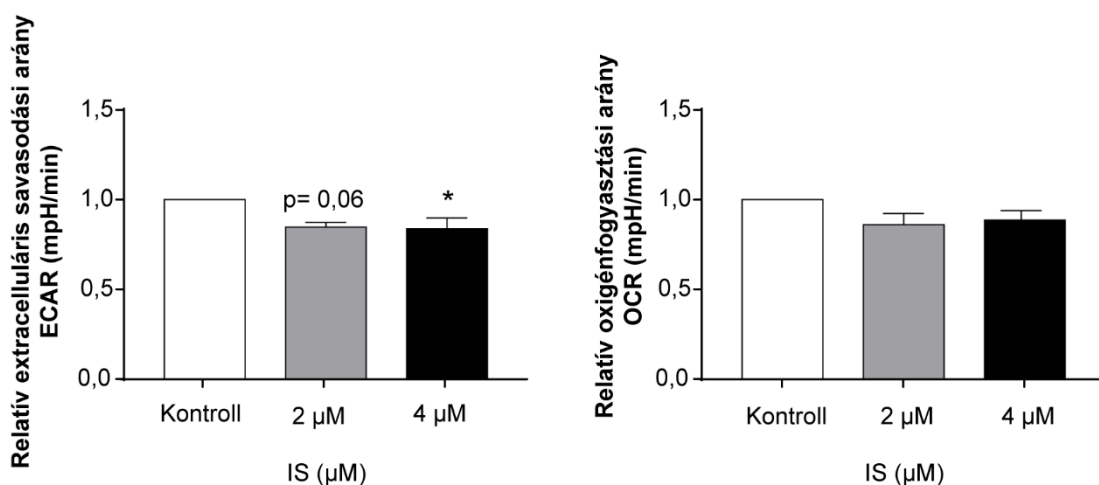 Relatív extracelluláris savasodási arány
ECAR (mpH/min)
1,5
1,0
0,5
0,0
p= 0,06
*
Kontroll
2 µM
4 µM
IS (µM)
Relatív oxigénfogyasztási arány
OCR (mpH/min)
1,5
1,0
0,5
0,0
Kontroll
2 µM
4 µM
IS (µM)